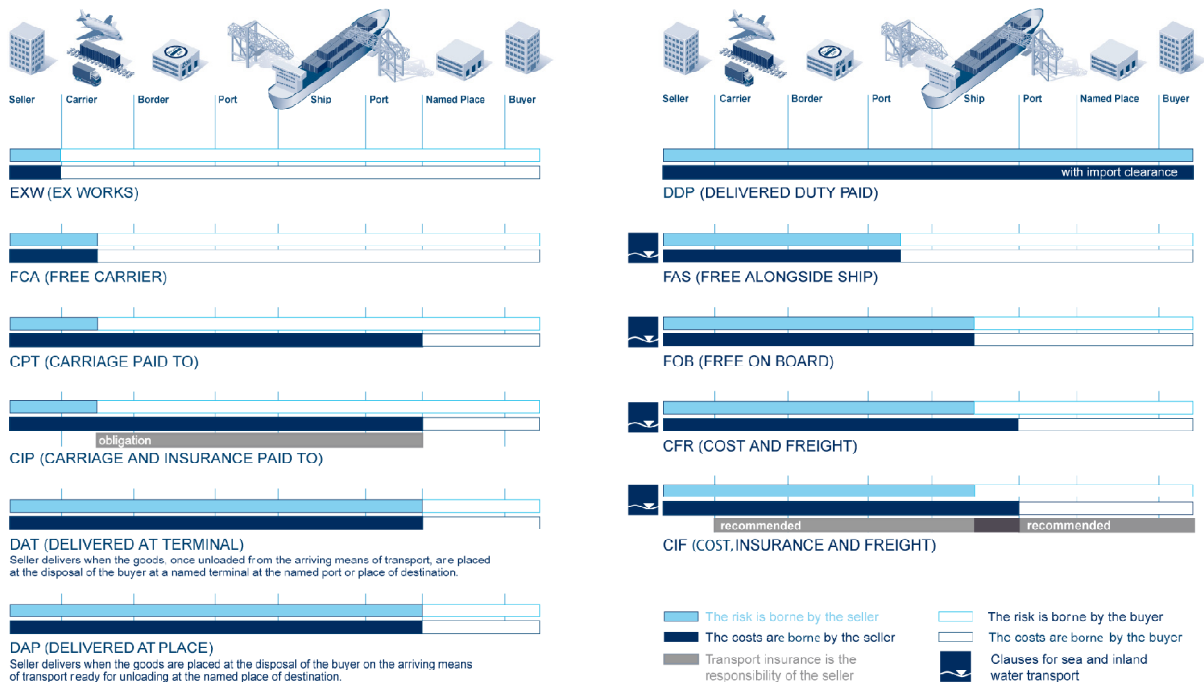 Seller Carrier Border Port Ship Port Named Place Buyer
EXW (EX WORKS)
FCA (FREE CARRIER)
CPT (CARRIAGE PAID TO)
obligation
CIP (CARRIAGE AND INSURANCE PAID TO)
DAT (DELIVERED AT TERMINAL)
Seller delivers when the goods, once unloaded from the arriving means of transport, are placed
at the disposal of the buyer at a named terminal at the named port or place of destination.
DAP (DELIVERED AT PLACE)
Seller delivers when the goods are placed at the disposal of the buyer on the arriving means
of transport ready for unloading at the named place of destination.
Seller Carrier Border Port Ship Port Named Place Buyer
with import clearance
DDP (DELIVERED DUTY PAID)
FAS (FREE ALONGSIDE SHIP)
FOB (FREE ON BOARD)
CFR (COST AND FREIGHT)
recommended recommended
CIF (COST, INSURANCE AND FREIGHT)
The risk is borne by the seller
The costs are borne by the seller
Transport insurance is the
responsibility of the seller
The risk is borne by the buyer
The costs are borne by the buyer
Clauses for sea and inland
water transport